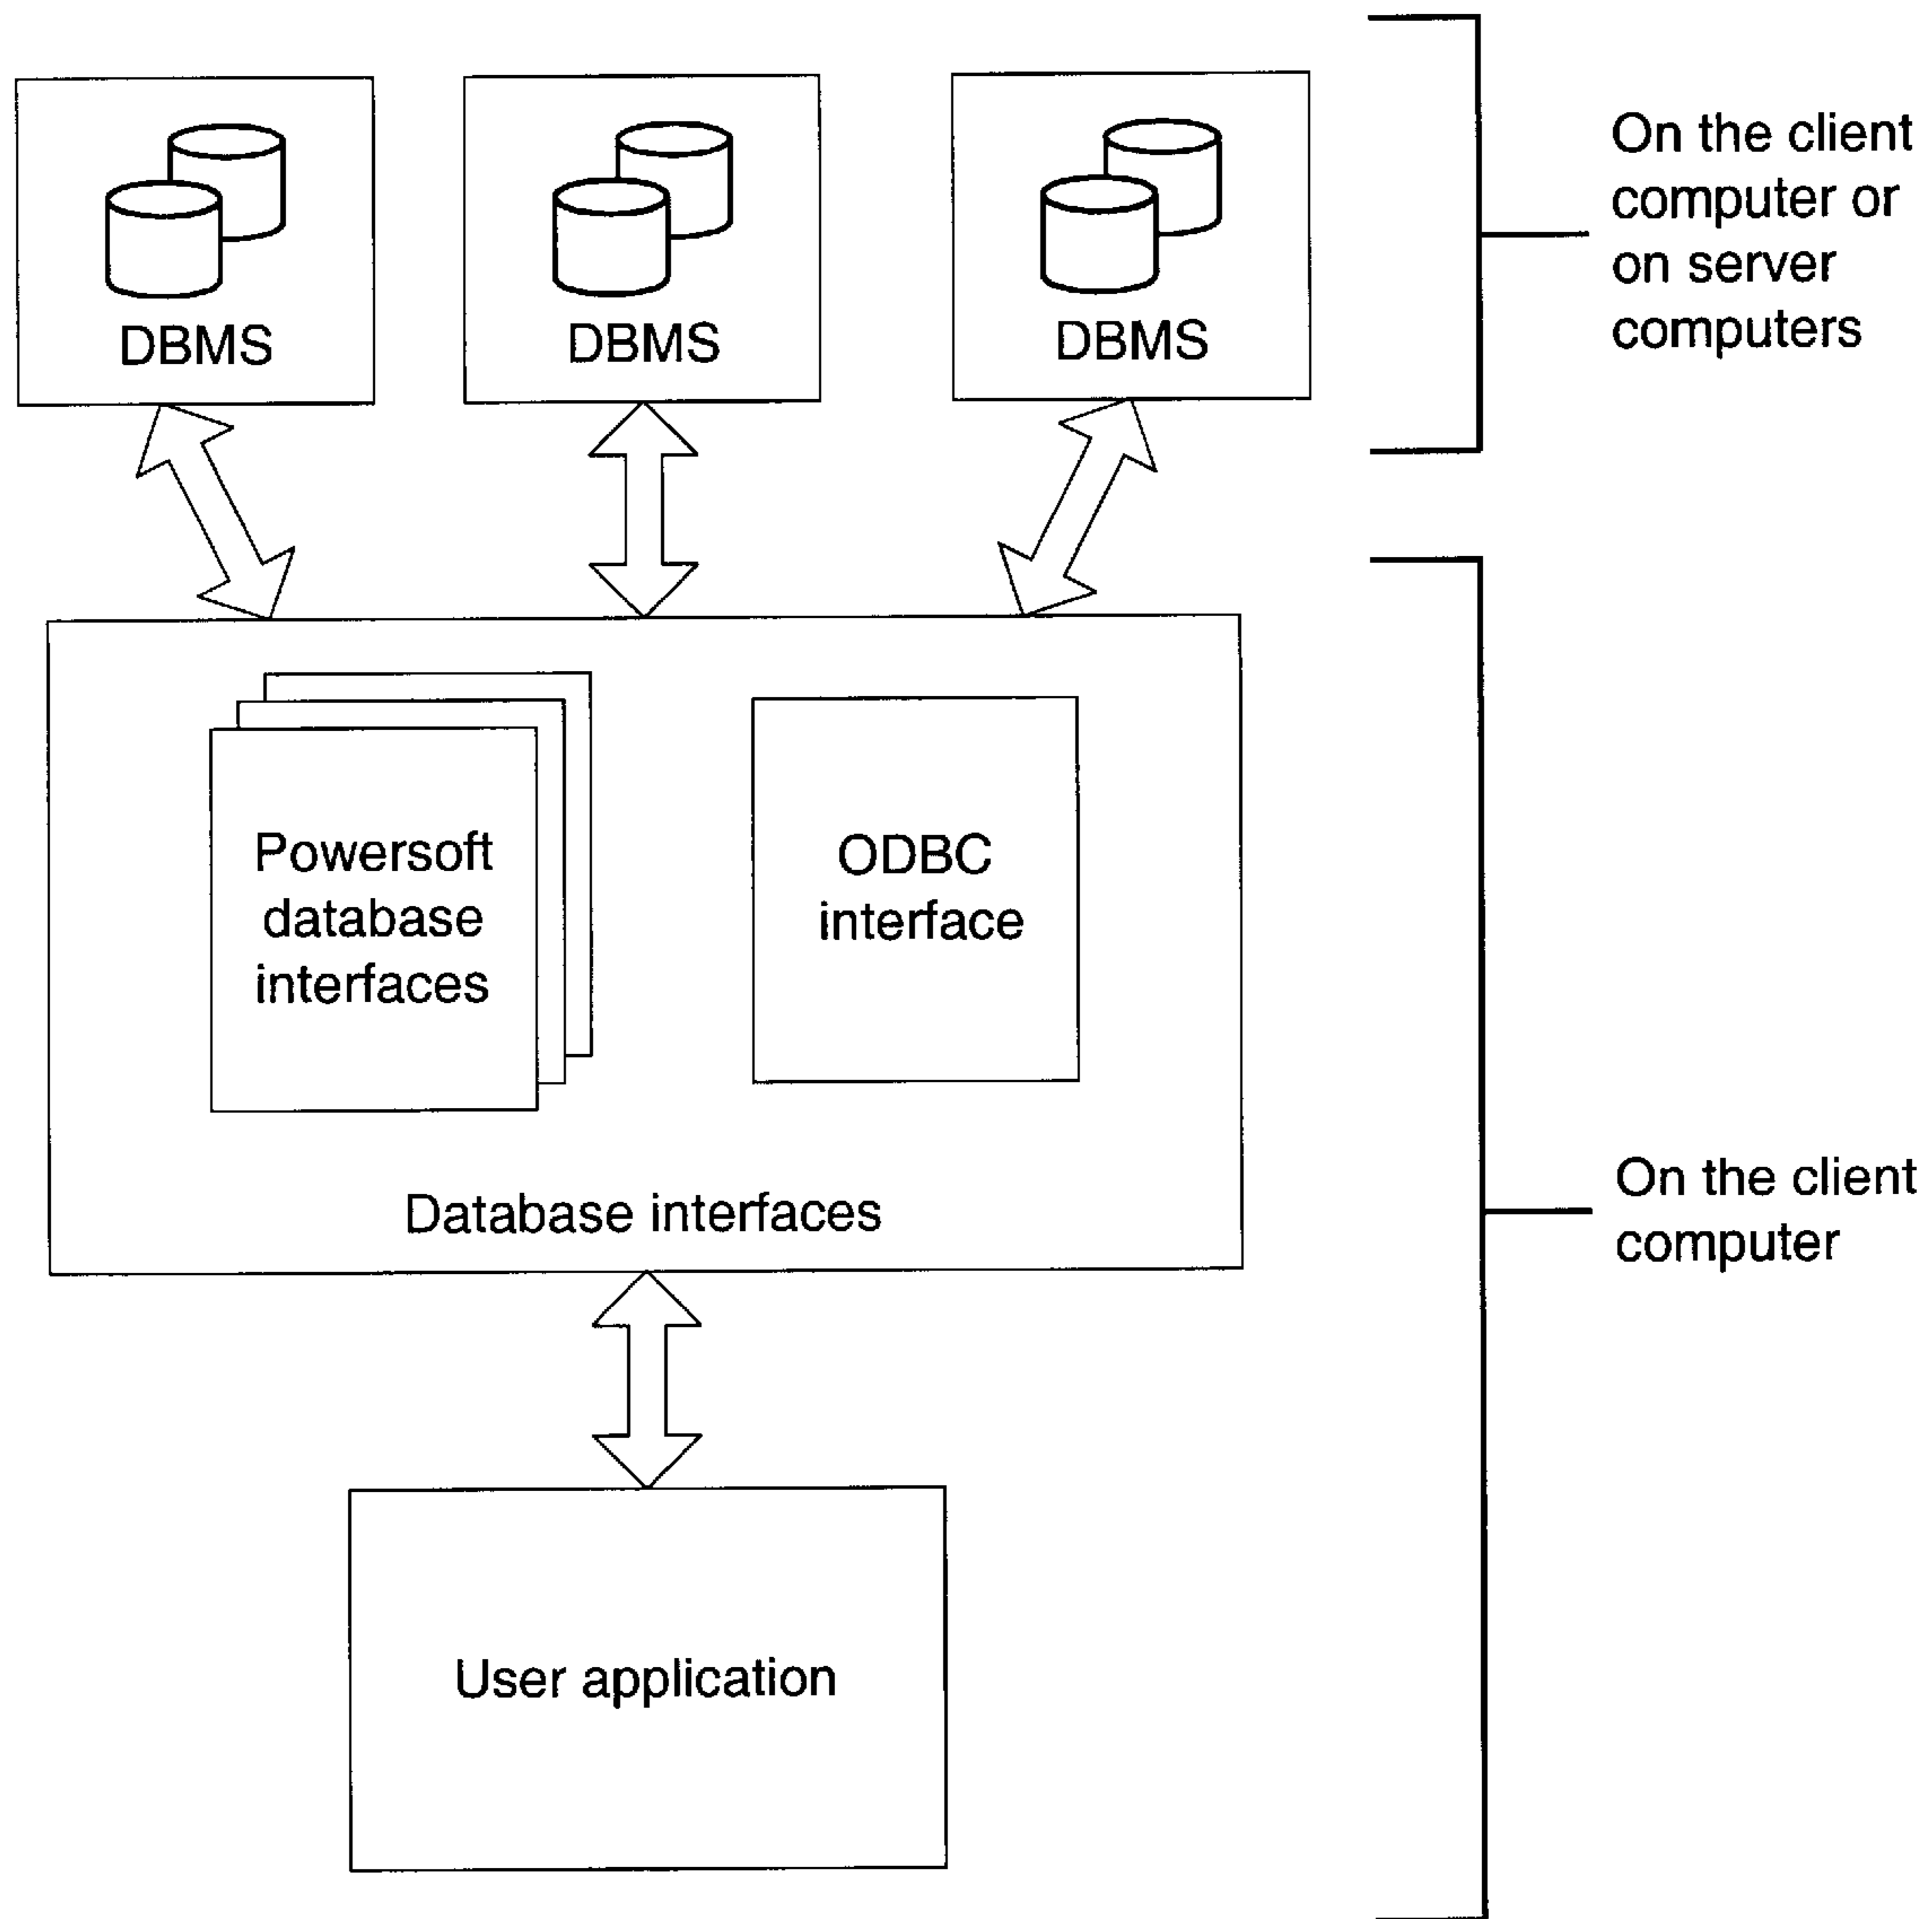 DBMS
DBMS
DBMS
On the client
computer or
on server
computers
Powersoft
database
interfaces
ODBC
interface
Database interfaces
On the client
computer
User application